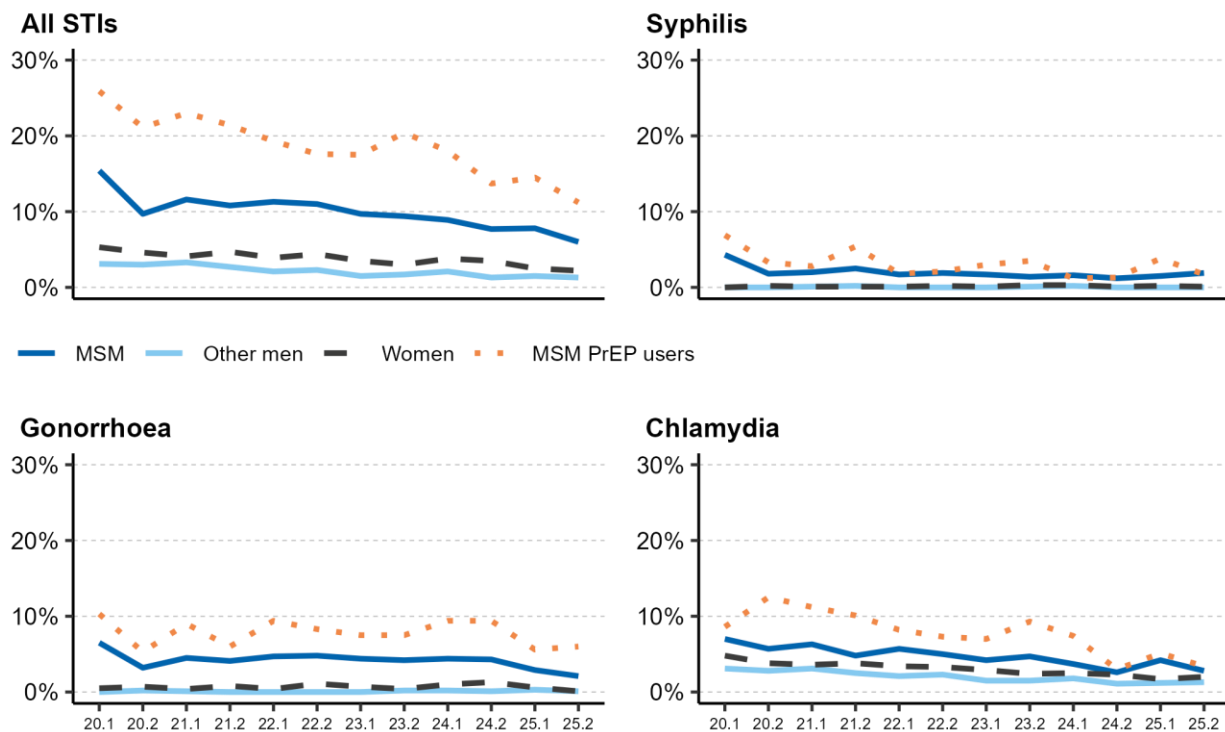 All STIs
30%
20%
10%
0%
Syphilis
30%
20%
10%
0%
MSM Other men Women MSM PrEP users
Gonorrhoea
30%
20%
10%
0%
20.1 20.2 21.1 21.2 22.1 22.2 23.1 23.2 24.1 24.2 25.1 25.2
Chlamydia
30%
20%
10%
0%
20.1 20.2 21.1 21.2 22.1 22.2 23.1 23.2 24.1 24.2 25.1 25.2